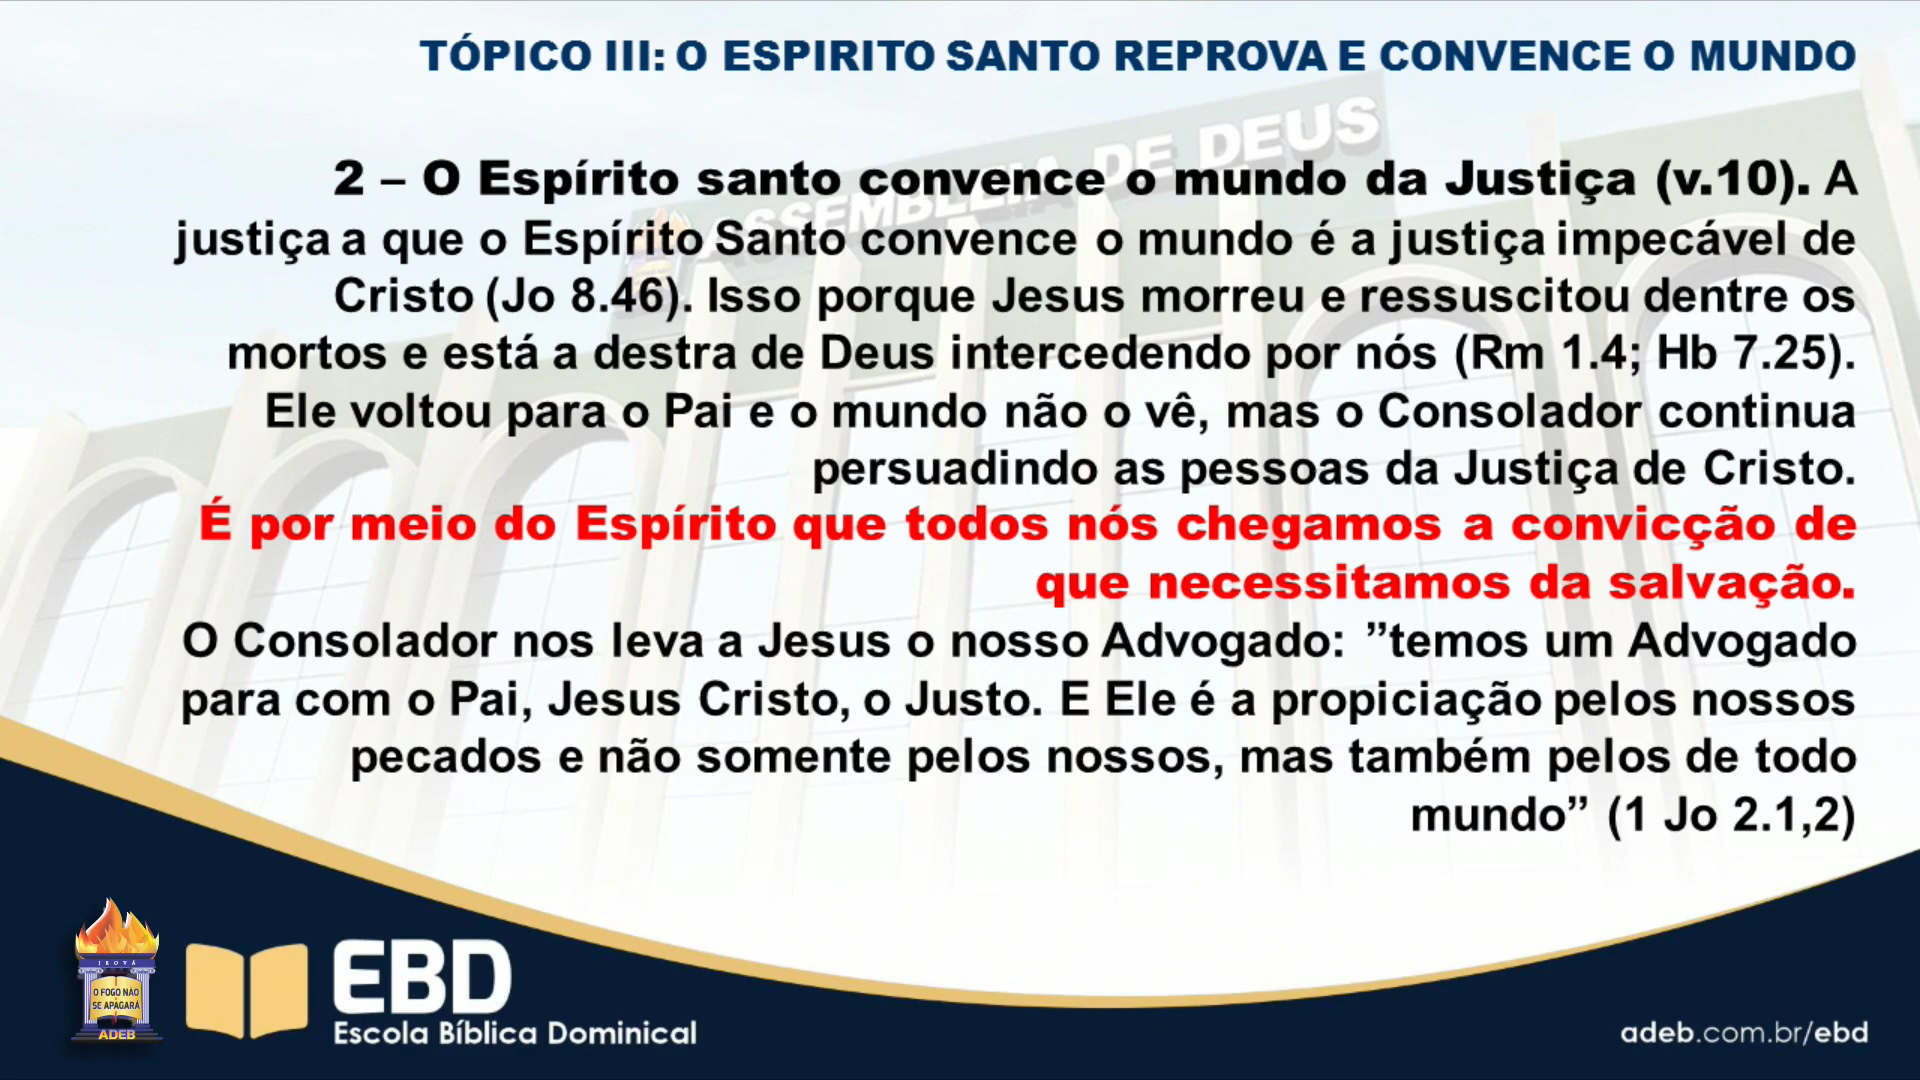 TÓPICO III: O ESPIRITO SANTO REPROVA E CONVENCE O MUNDO
ASSEMBLEIA DE DEUS
2 – O Espírito santo convence o mundo da Justiça (v.10). A
justiça a que o Espírito Santo convence o mundo é a justiça impecável de
Cristo (Jo 8.46). Isso porque Jesus morreu e ressuscitou dentre os
mortos e está a destra de Deus intercedendo por nós (Rm 1.4; Hb 7.25).
Ele voltou para o Pai e o mundo não o vê, mas o Consolador continua
persuadindo as pessoas da Justiça de Cristo.
É por meio do Espírito que todos nós chegamos a convicção de
que necessitamos da salvação.
O Consolador nos leva a Jesus o nosso Advogado: ”temos um Advogado
para com o Pai, Jesus Cristo, o Justo. E Ele é a propiciação pelos nossos
pecados e não somente pelos nossos, mas também pelos de todo
mundo” (1 Jo 2.1,2)
JEOVÁ
O FOGO NÃO
SE APAGARÁ
ADEB
EBD
Escola Bíblica Dominical
adeb.com.br/ebd